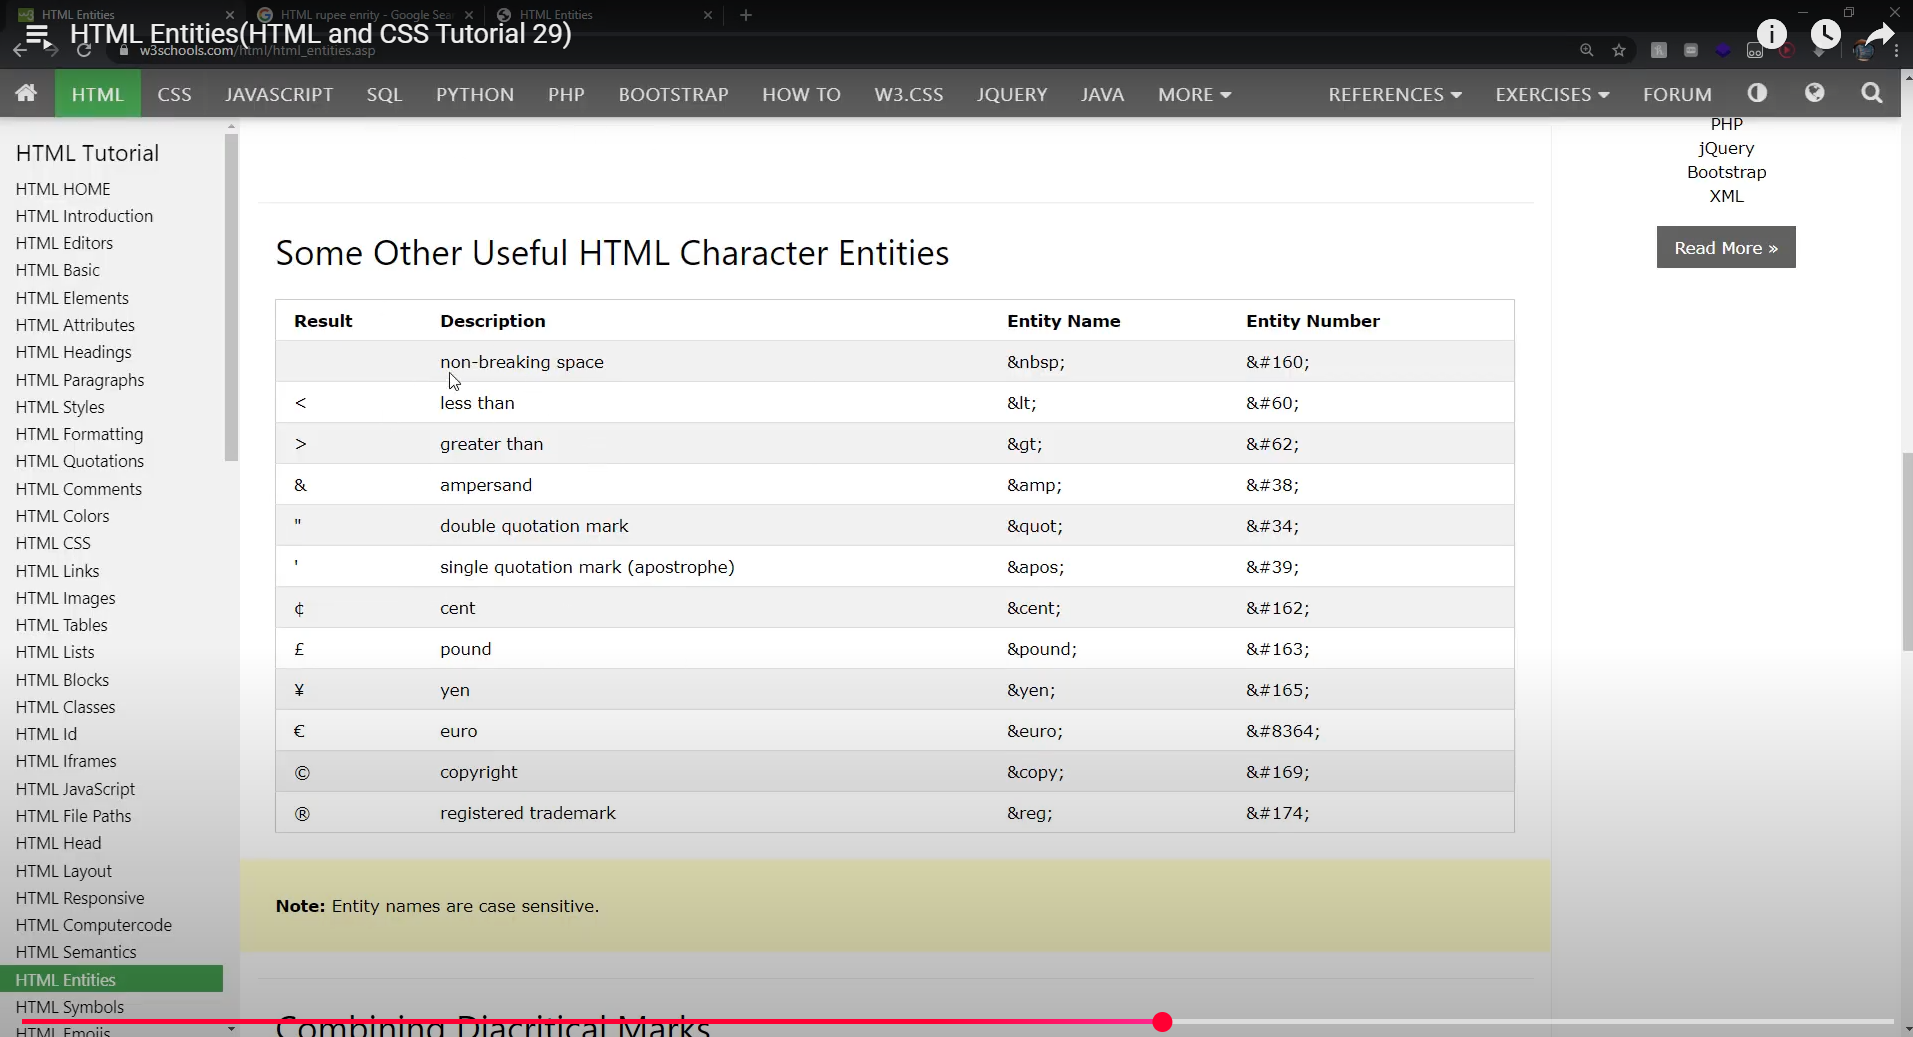 HTML Entities
HTML rupee enrity - Google Sea
HTML Entities
HTML Entities(HTML and CSS Tutorial 29)
w3schools.com/html/html_entities.asp
HTML CSS JAVASCRIPT SQL PYTHON PHP BOOTSTRAP HOW TO W3.CSS JQUERY JAVA MORE REFERENCES EXERCISES FORUM
HTML Tutorial
HTML HOME
HTML Introduction
HTML Editors
HTML Basic
HTML Elements
HTML Attributes
HTML Headings
HTML Paragraphs
HTML Styles
HTML Formatting
HTML Quotations
HTML Comments
HTML Colors
HTML CSS
HTML Links
HTML Images
HTML Tables
HTML Lists
HTML Blocks
HTML Classes
HTML Id
HTML Iframes
HTML JavaScript
HTML File Paths
HTML Head
HTML Layout
HTML Responsive
HTML Computercode
HTML Semantics
HTML Entities
HTML Symbols
HTML Emojis
Some Other Useful HTML Character Entities
Result Description Entity Name Entity Number
non-breaking space &nbsp; &#160;
< less than &lt; &#60;
> greater than &gt; &#62;
& ampersand &amp; &#38;
" double quotation mark &quot; &#34;
' single quotation mark (apostrophe) &apos; &#39;
¢ cent &cent; &#162;
£ pound &pound; &#163;
¥ yen &yen; &#165;
€ euro &euro; &#8364;
© copyright &copy; &#169;
® registered trademark &reg; &#174;
Note: Entity names are case sensitive.
Combining Diacritical Marks
PHP
jQuery
Bootstrap
XML
Read More »